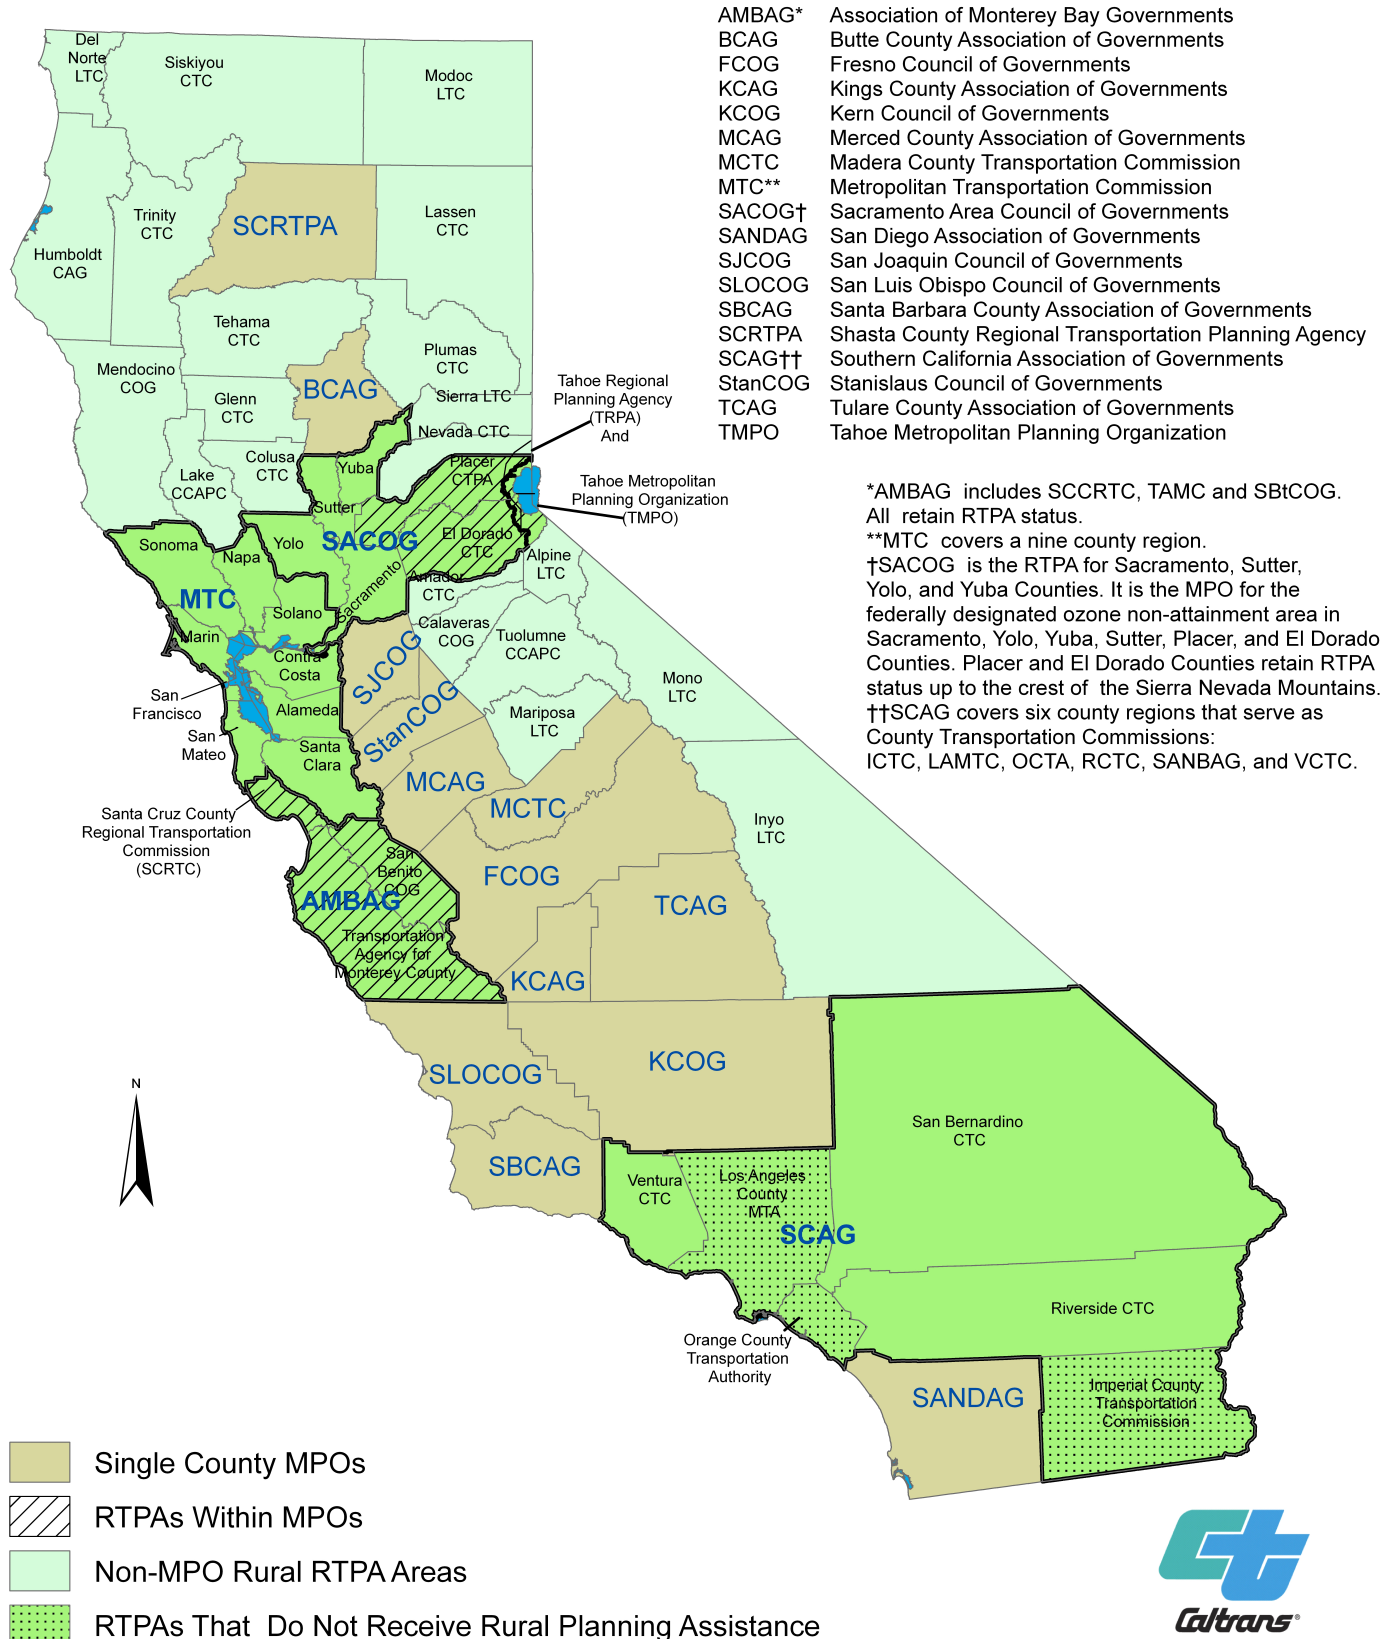 AMBAG* Association of Monterey Bay Governments
BCAG Butte County Association of Governments
FCOG Fresno Council of Governments
KCAG Kings County Association of Governments
KCOG Kern Council of Governments
MCAG Merced County Association of Governments
MCTC Madera County Transportation Commission
MTC** Metropolitan Transportation Commission
SACOG† Sacramento Area Council of Governments
SANDAG San Diego Association of Governments
SJCOG San Joaquin Council of Governments
SLOCOG San Luis Obispo Council of Governments
SBCAG Santa Barbara County Association of Governments
SCRTPA Shasta County Regional Transportation Planning Agency
SCAG†† Southern California Association of Governments
StanCOG Stanislaus Council of Governments
TCAG Tulare County Association of Governments
TMPO Tahoe Metropolitan Planning Organization
*AMBAG includes SCCRTC, TAMC and SBtCOG.
All retain RTPA status.
**MTC covers a nine county region.
†SACOG is the RTPA for Sacramento, Sutter,
Yolo, and Yuba Counties. It is the MPO for the
federally designated ozone non-attainment area in
Sacramento, Yolo, Yuba, Sutter, Placer, and El Dorado
Counties. Placer and El Dorado Counties retain RTPA
status up to the crest of the Sierra Nevada Mountains.
††SCAG covers six county regions that serve as
County Transportation Commissions:
ICTC, LAMTC, OCTA, RCTC, SANBAG, and VCTC.
Del
Norte
LTC
Siskiyou
CTC
Modoc
LTC
SCRTPA
Trinity
CTC
Lassen
CTC
Humboldt
CAG
Tehama
CTC
Plumas
CTC
Mendocino
COG
BCAG
Glenn
CTC
Sierra LTC
Nevada CTC
Tahoe Regional
Planning Agency
(TRPA)
And
Tahoe Metropolitan
Planning Organization
(TMPO)
Colusa
CTC
Lake
CCAPC
Yuba
Placer
CTPA
Sutter
SACOG
El Dorado
CTC
Sonoma
Napa
Yolo
Alpine
LTC
Amador
CTC
Sacramento
MTC
Solano
Calaveras
COG
Tuolumne
CCAPC
Marin
Contra
Costa
SJCOG
Mono
LTC
San
Francisco
Alameda
StanCOG
Mariposa
LTC
San
Mateo
Santa
Clara
MCAG
MCTC
Inyo
LTC
Santa Cruz County
Regional Transportation
Commission
(SCRTC)
San
Benito
COG
FCOG
AMBAG
TCAG
Transportation
Agency for
Monterey County
KCAG
KCOG
SLOCOG
N
San Bernardino
CTC
SBCAG
Ventura
CTC
Los Angeles
County
MTA
SCAG
Riverside CTC
Orange County
Transportation
Authority
SANDAG
Imperial County
Transportation
Commission
Single County MPOs
RTPAs Within MPOs
Non-MPO Rural RTPA Areas
RTPAs That Do Not Receive Rural Planning Assistance
Caltrans®